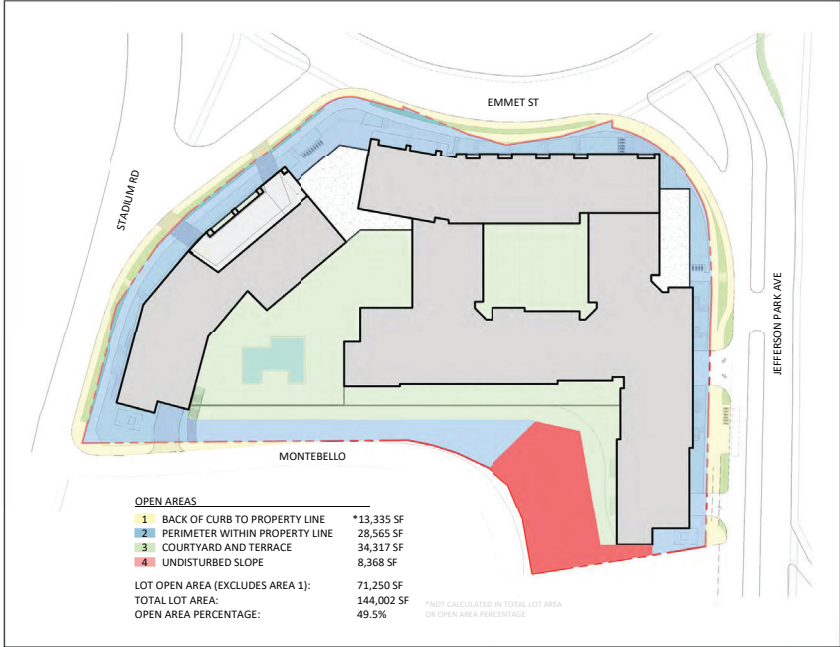 EMMET ST
STADIUM RD
JEFFERSON PARK AVE
MONTEBELLO
OPEN AREAS
1 BACK OF CURB TO PROPERTY LINE *13,335 SF
2 PERIMETER WITHIN PROPERTY LINE 28,565 SF
3 COURTYARD AND TERRACE 34,317 SF
4 UNDISTURBED SLOPE 8,368 SF
LOT OPEN AREA (EXCLUDES AREA 1): 71,250 SF
TOTAL LOT AREA: 144,002 SF
OPEN AREA PERCENTAGE: 49.5%
*NOT CALCULATED IN TOTAL LOT AREA
OR OPEN AREA PERCENTAGE